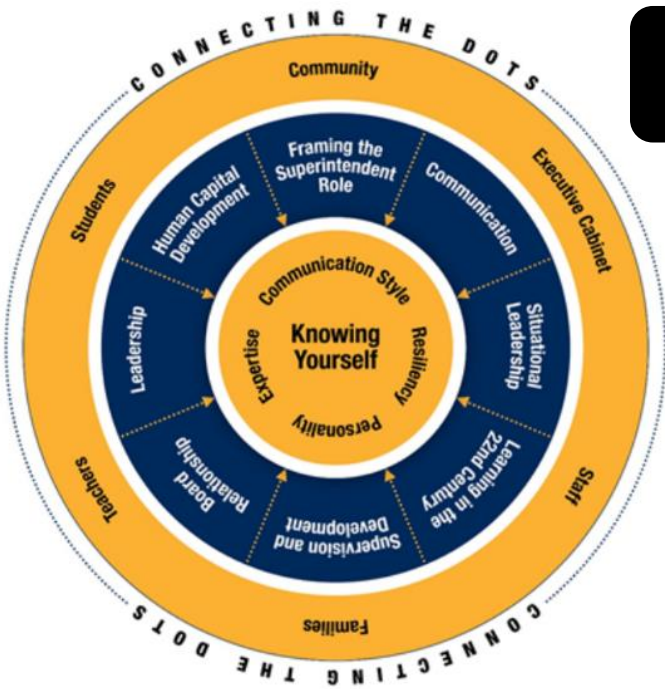 CONNECTING THE DOTS
Community
Executive Cabinet
Staff
Families
Teachers
Students
Framing the
Superintendent
Role
Communication
Situational
Leadership
Learning in the
22nd Century
Supervision and
Development
Board
Relationship
Leadership
Human Capital
Development
Communication Style
Resiliency
Personality
Expertise
Knowing
Yourself
CONNECTING THE DOTS